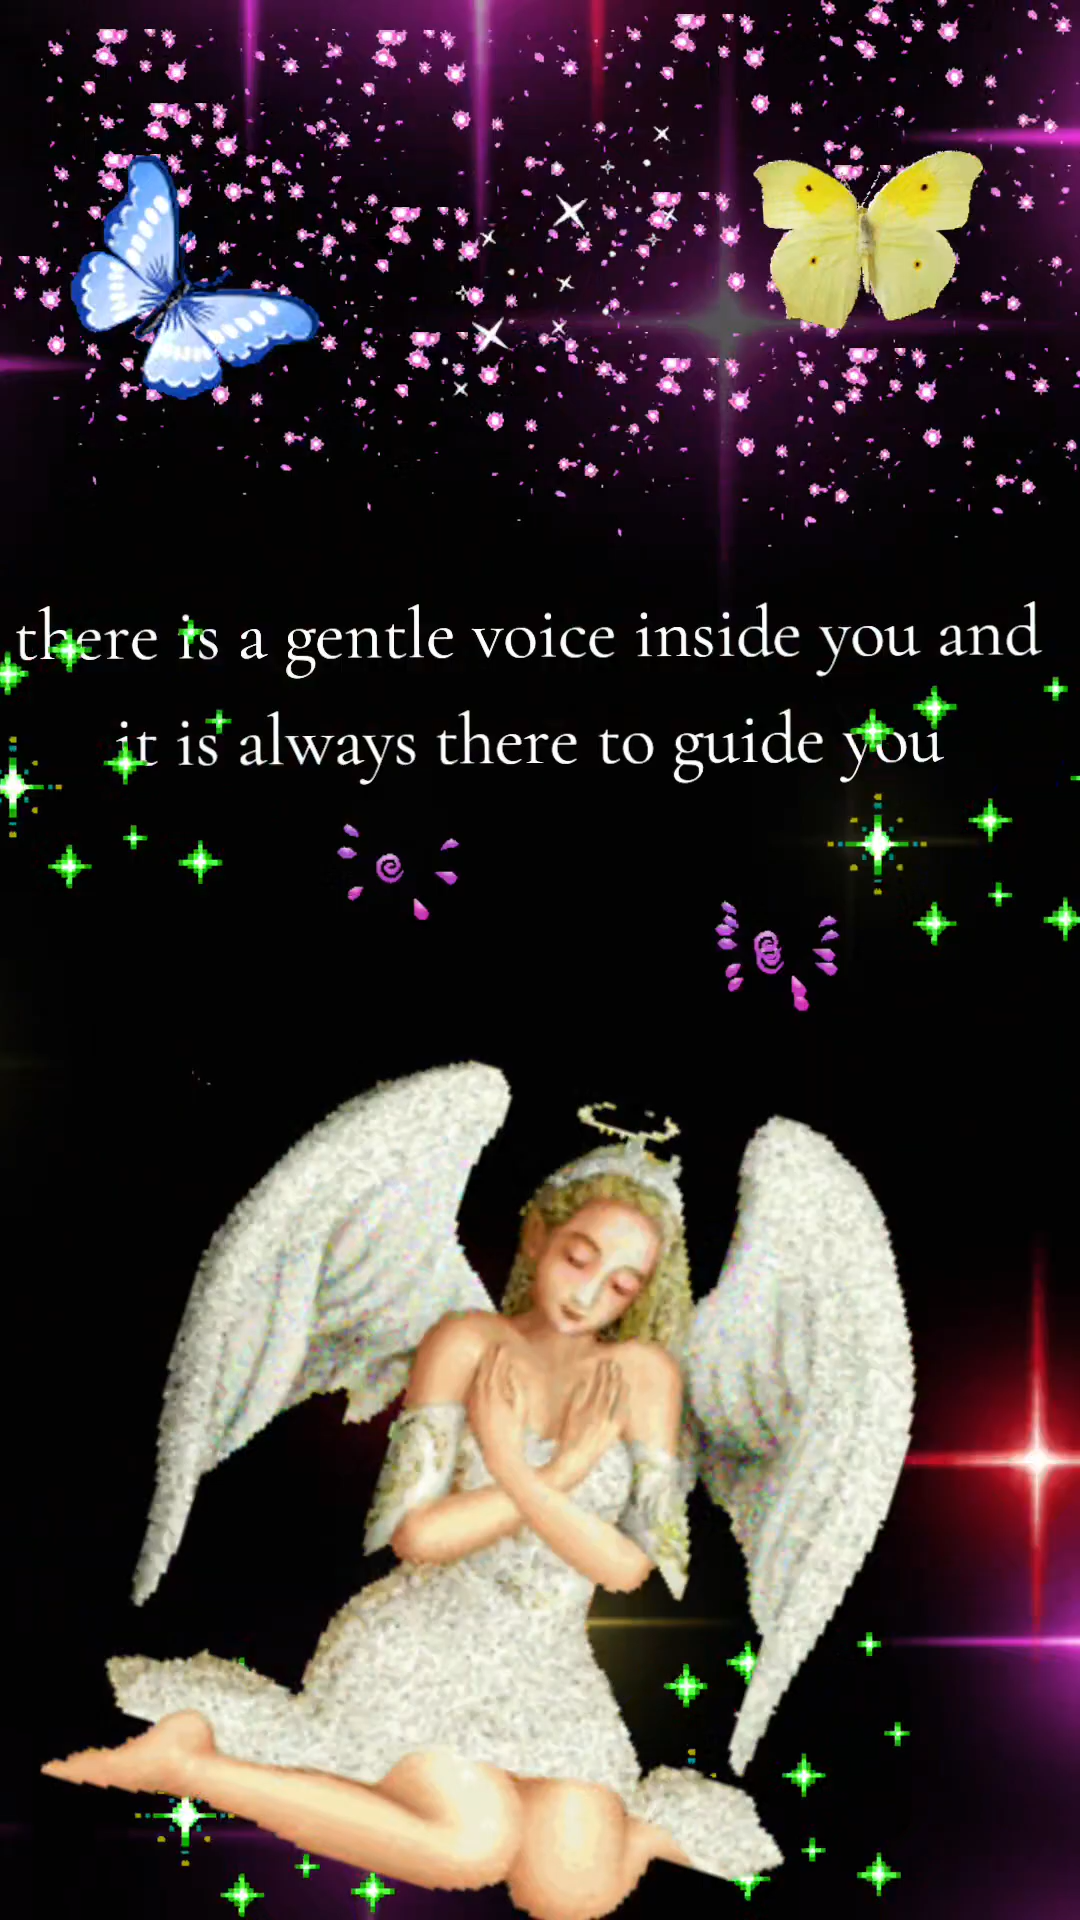 there is a gentle voice inside you and
it is always there to guide you